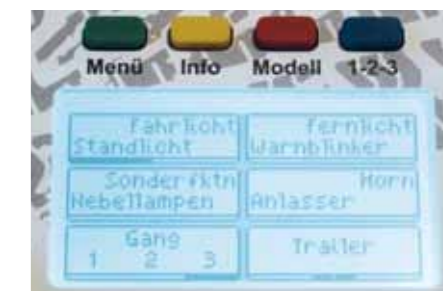 Menü Info Modell 1-2-3
fahrlicht fernlicht
Standlicht Warnblinker
Sonderfktn Horn
Nebellampen Anlasser
Gang Trailer
1 2 3